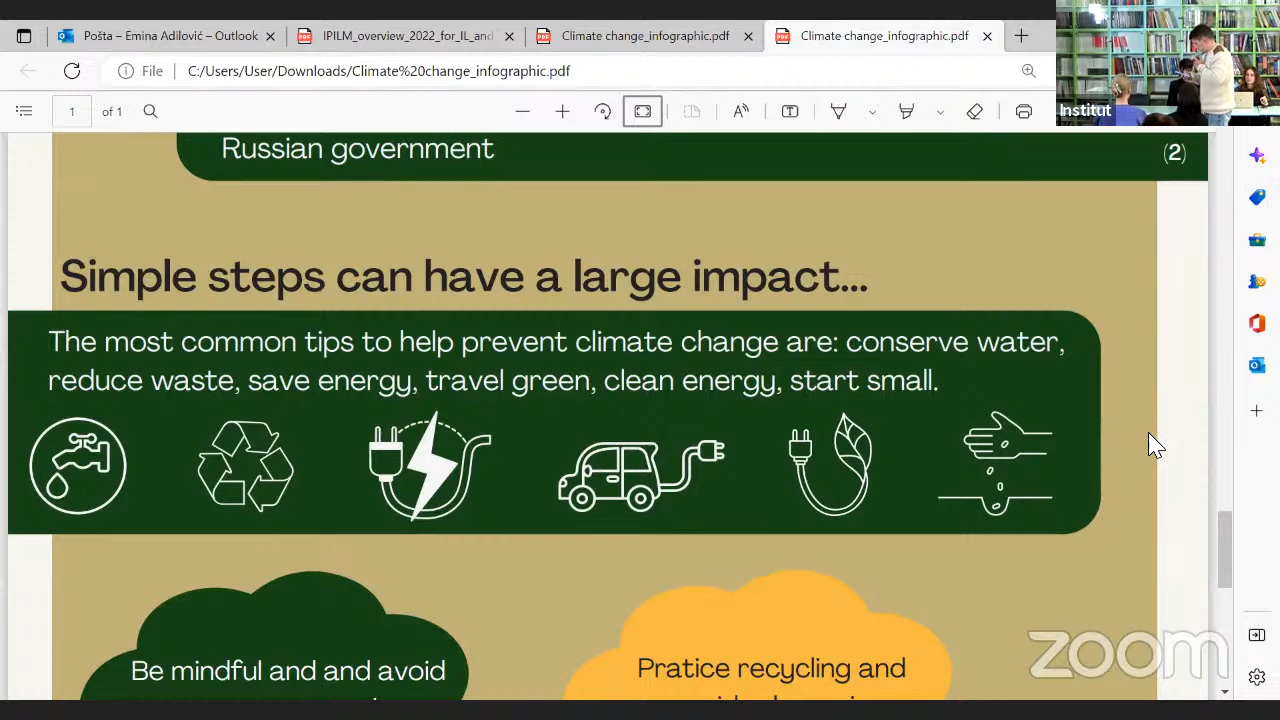 Pošta – Emina Adilović – Outlook
IPILM_overview_2022_for_IL_and
Climate change_infographic.pdf
Climate change_infographic.pdf
File
C:/Users/User/Downloads/Climate%20change_infographic.pdf
1 of 1
Institut
Russian government
(2)
Simple steps can have a large impact...
The most common tips to help prevent climate change are: conserve water,
reduce waste, save energy, travel green, clean energy, start small.
Be mindful and and avoid
Pratice recycling and
zoom